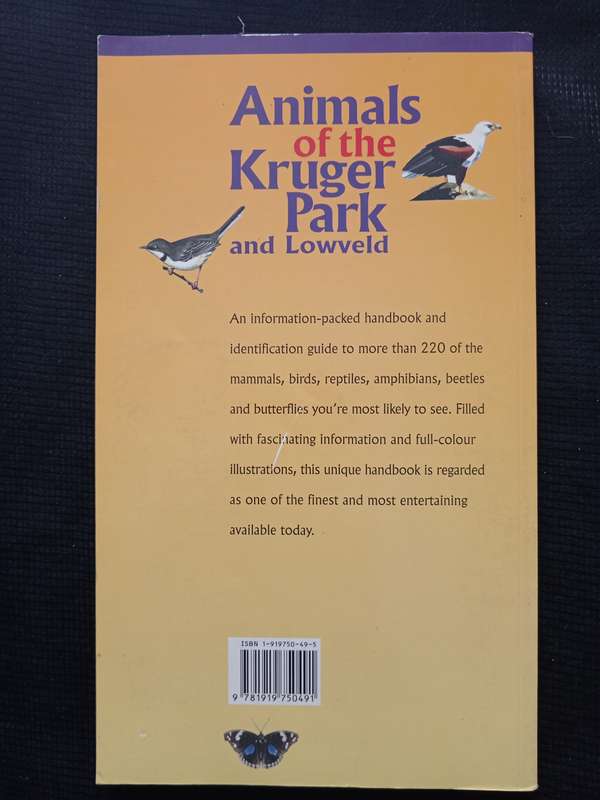 Animals
of the
Kruger
Park
and Lowveld
An information-packed handbook and
identification guide to more than 220 of the
mammals, birds, reptiles, amphibians, beetles
and butterflies you're most likely to see. Filled
with fascinating information and full-colour
illustrations, this unique handbook is regarded
as one of the finest and most entertaining
available today.
ISBN 1-919750-49-5
9 781919 750491